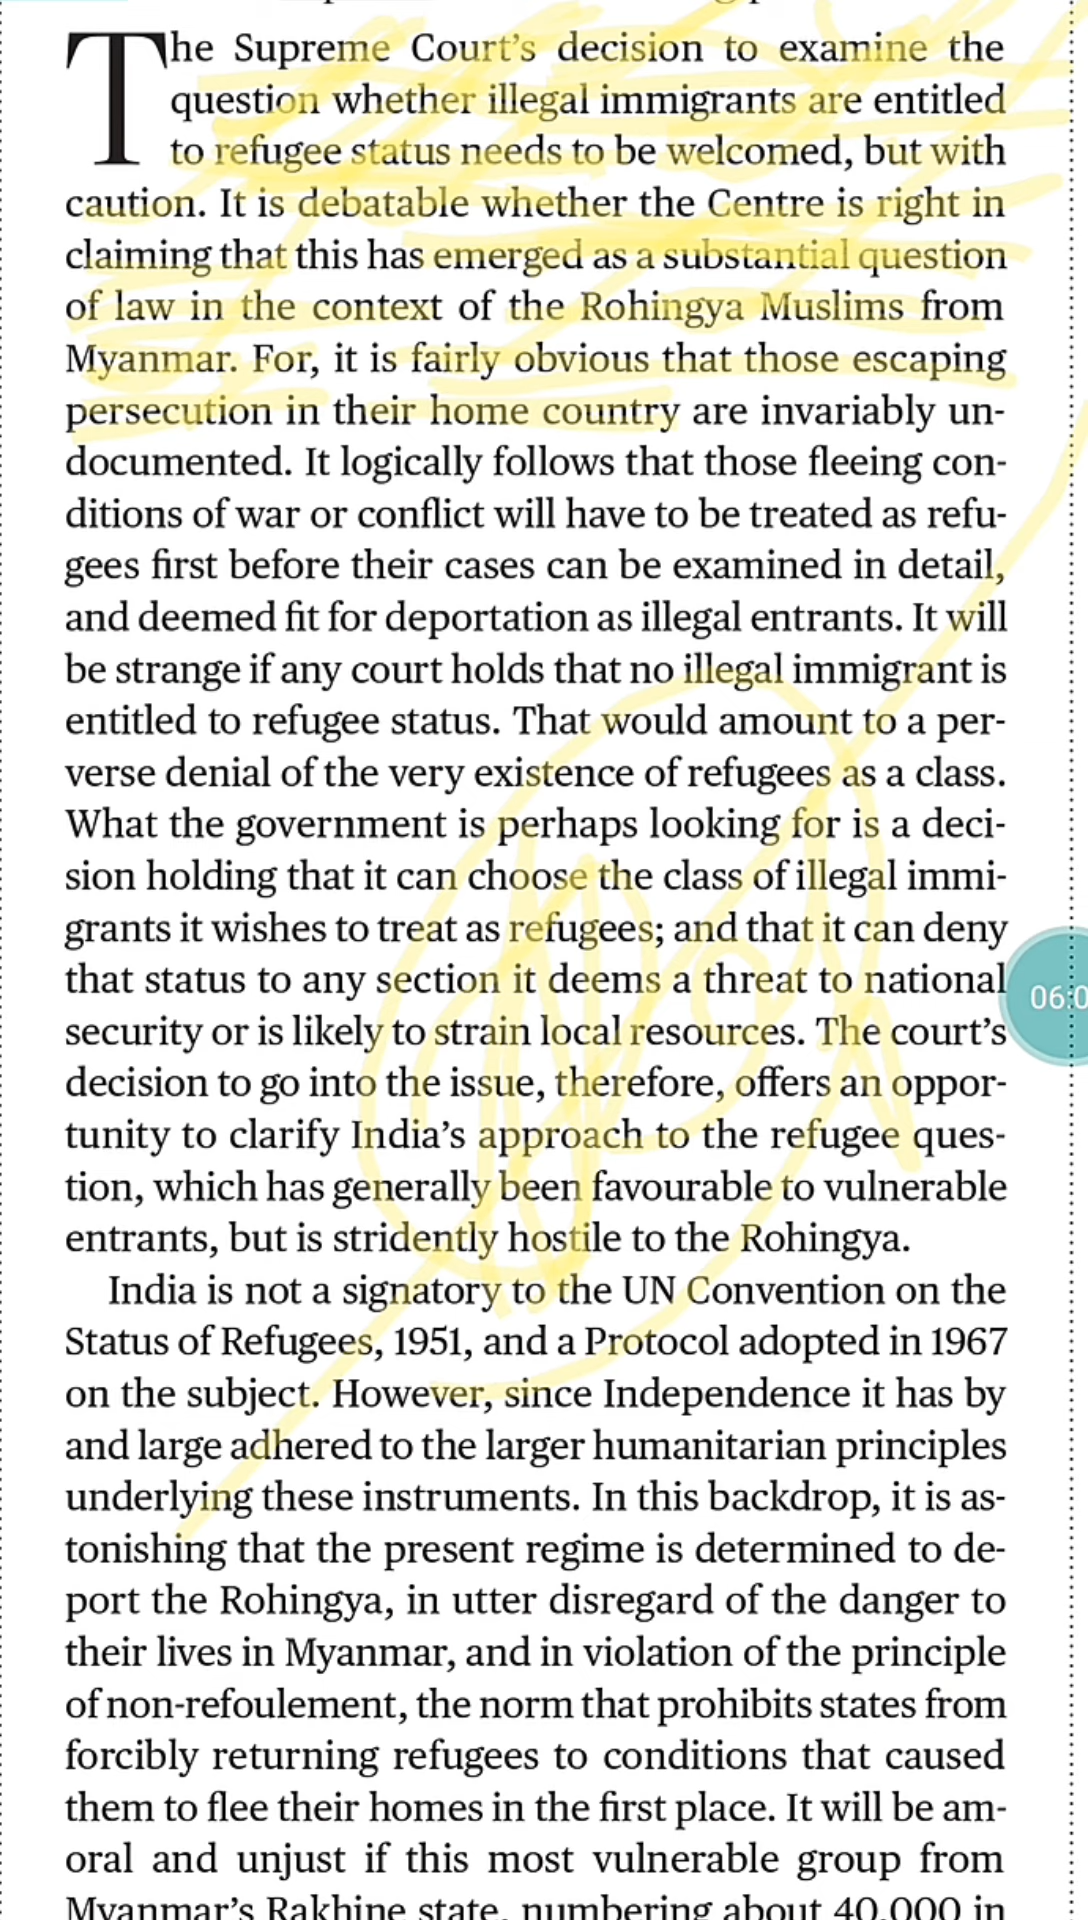 The Supreme Court's decision to examine the
question whether illegal immigrants are entitled
to refugee status needs to be welcomed, but with
caution. It is debatable whether the Centre is right in
claiming that this has emerged as a substantial question
of law in the context of the Rohingya Muslims from
Myanmar. For, it is fairly obvious that those escaping
persecution in their home country are invariably un-
documented. It logically follows that those fleeing con-
ditions of war or conflict will have to be treated as refu-
gees first before their cases can be examined in detail,
and deemed fit for deportation as illegal entrants. It will
be strange if any court holds that no illegal immigrant is
entitled to refugee status. That would amount to a per-
verse denial of the very existence of refugees as a class.
What the government is perhaps looking for is a deci-
sion holding that it can choose the class of illegal immi-
grants it wishes to treat as refugees; and that it can deny
that status to any section it deems a threat to national
security or is likely to strain local resources. The court's
decision to go into the issue, therefore, offers an oppor-
tunity to clarify India's approach to the refugee ques-
tion, which has generally been favourable to vulnerable
entrants, but is stridently hostile to the Rohingya.
India is not a signatory to the UN Convention on the
Status of Refugees, 1951, and a Protocol adopted in 1967
on the subject. However, since Independence it has by
and large adhered to the larger humanitarian principles
underlying these instruments. In this backdrop, it is as-
tonishing that the present regime is determined to de-
port the Rohingya, in utter disregard of the danger to
their lives in Myanmar, and in violation of the principle
of non-refoulement, the norm that prohibits states from
forcibly returning refugees to conditions that caused
them to flee their homes in the first place. It will be am-
oral and unjust if this most vulnerable group from
Myanmar's Rakhine state, numbering about 40,000 in
06:0